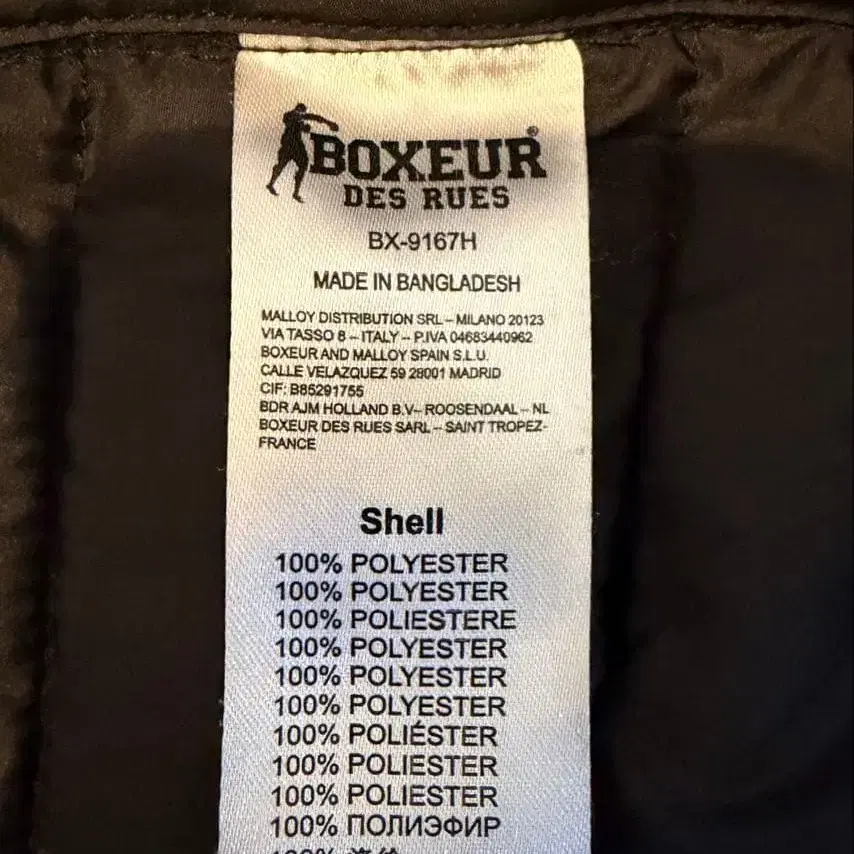 BOXEUR®
DES RUES
BX-9167H
MADE IN BANGLADESH
MALLOY DISTRIBUTION SRL – MILANO 20123
VIA TASSO 8 – ITALY – P.IVA 04683440962
BOXEUR AND MALLOY SPAIN S.L.U.
CALLE VELAZQUEZ 59 28001 MADRID
CIF: B85291755
BDR AJM HOLLAND B.V– ROOSENDAAL – NL
BOXEUR DES RUES SARL – SAINT TROPEZ-
FRANCE
Shell
100% POLYESTER
100% POLYESTER
100% POLIESTERE
100% POLYESTER
100% POLYESTER
100% POLYESTER
100% POLIÉSTER
100% POLIESTER
100% POLIESTER
100% ПОЛИЭФИР
100%